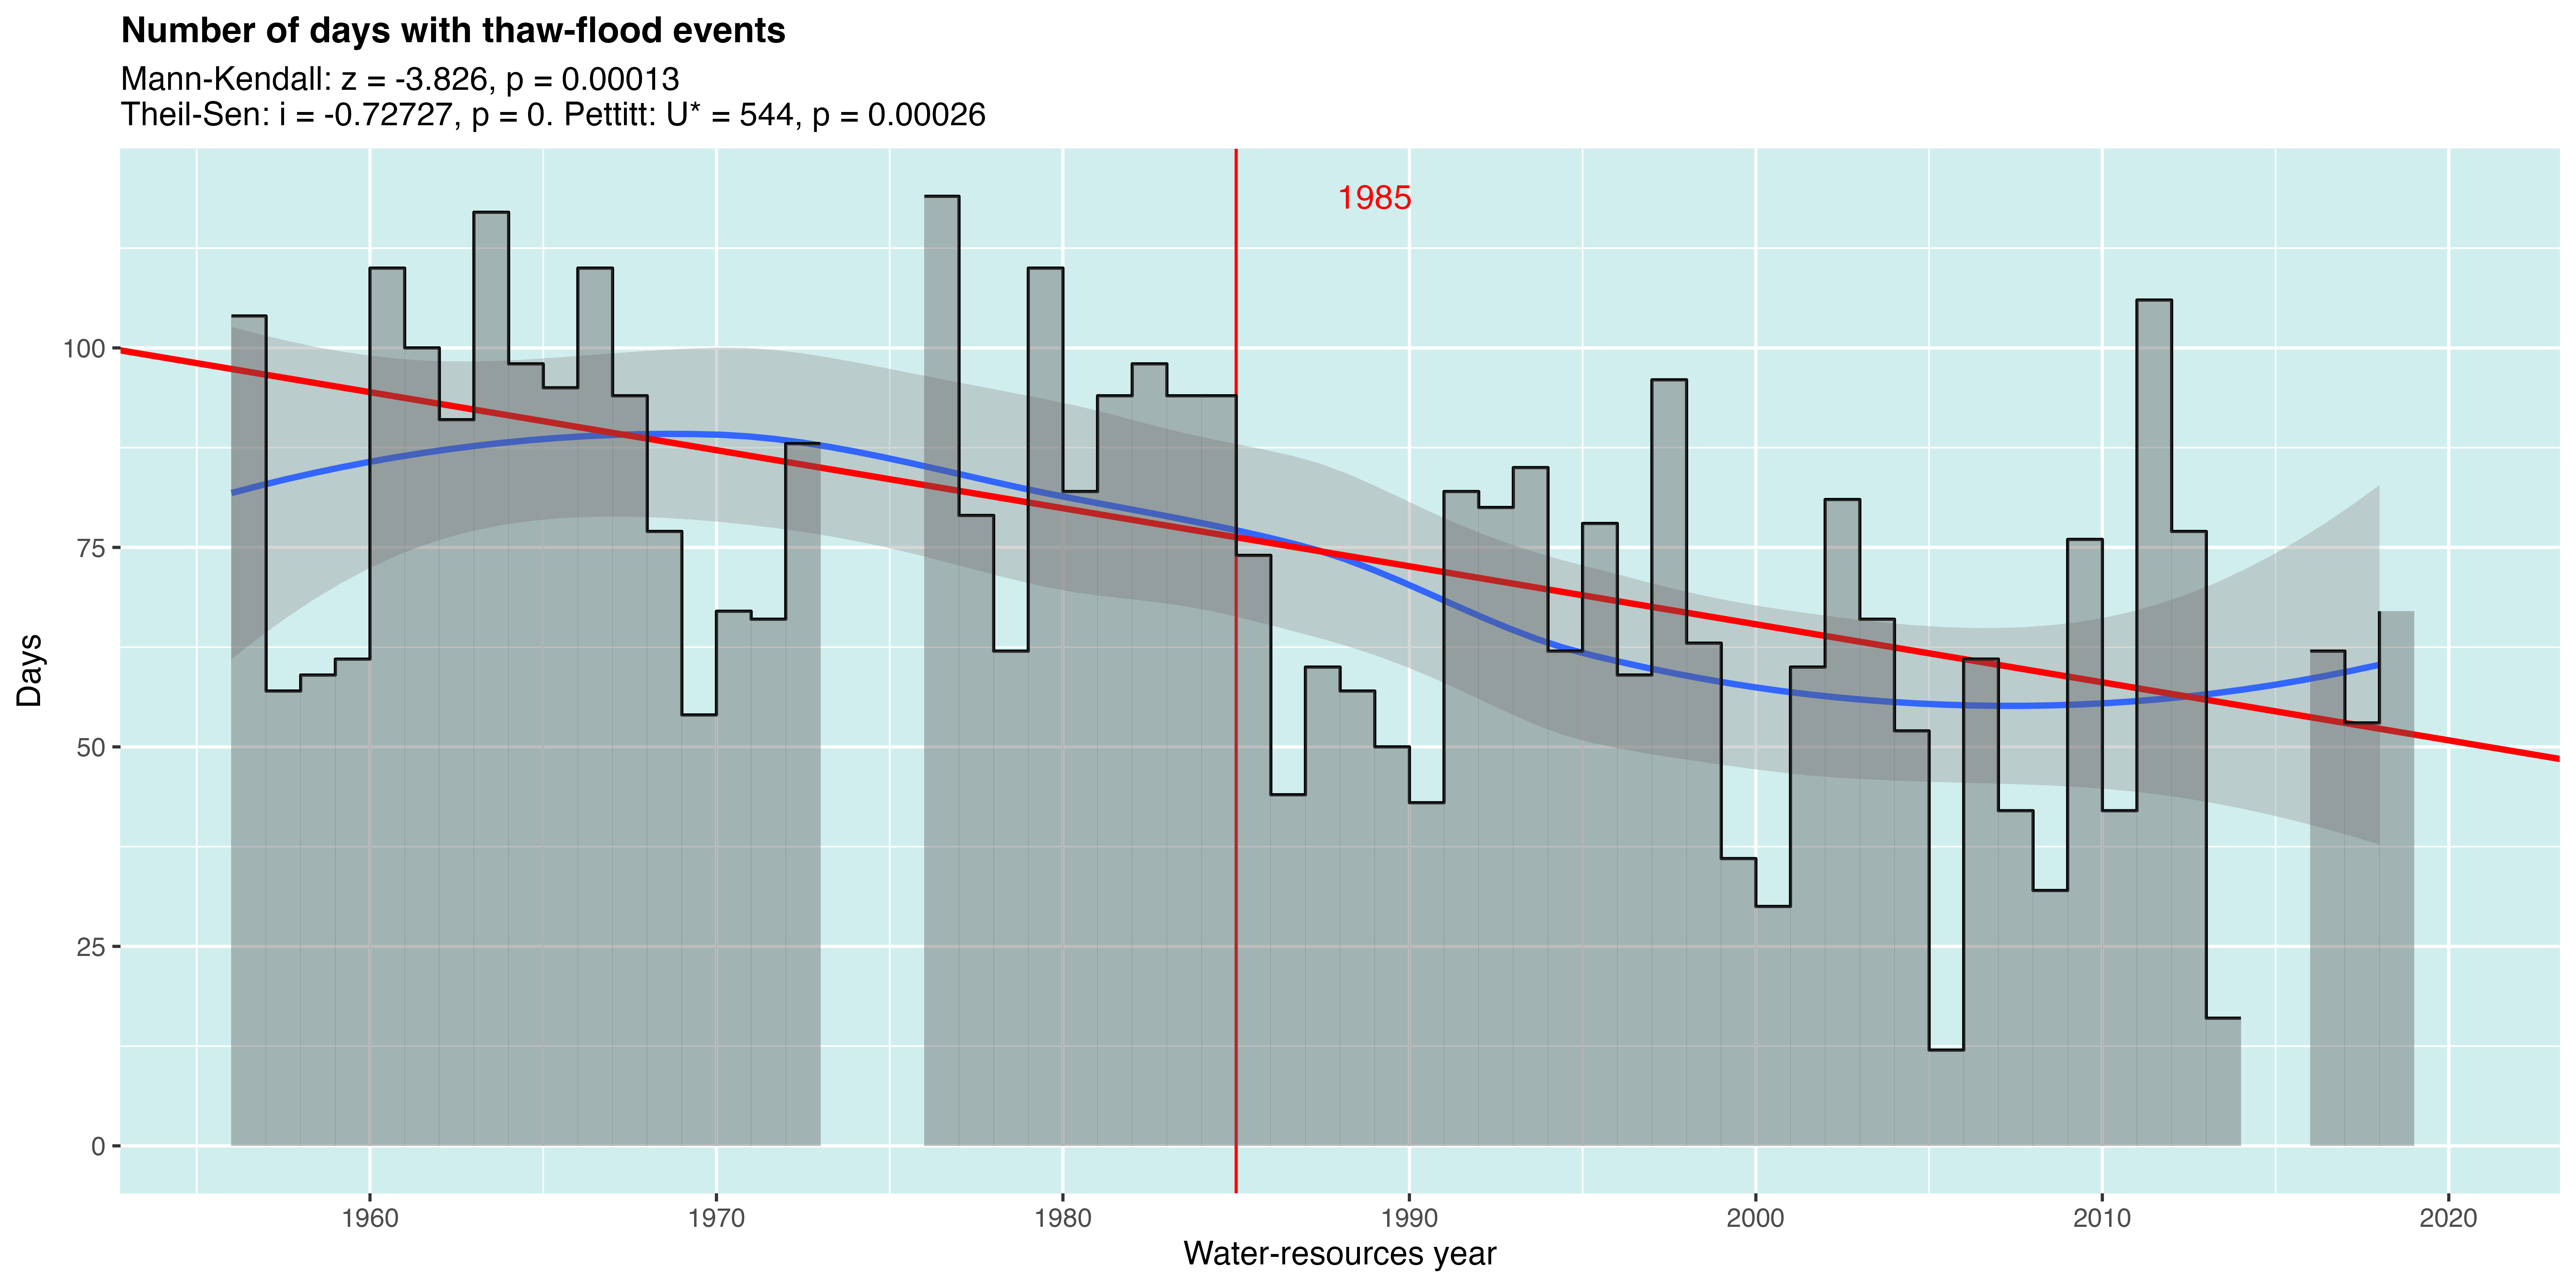 Number of days with thaw-flood events
Mann-Kendall: z = -3.826, p = 0.00013
Theil-Sen: i = -0.72727, p = 0. Pettitt: U* = 544, p = 0.00026
1985
100
75
50
25
0
Days
1960
1970
1980
1990
2000
2010
2020
Water-resources year